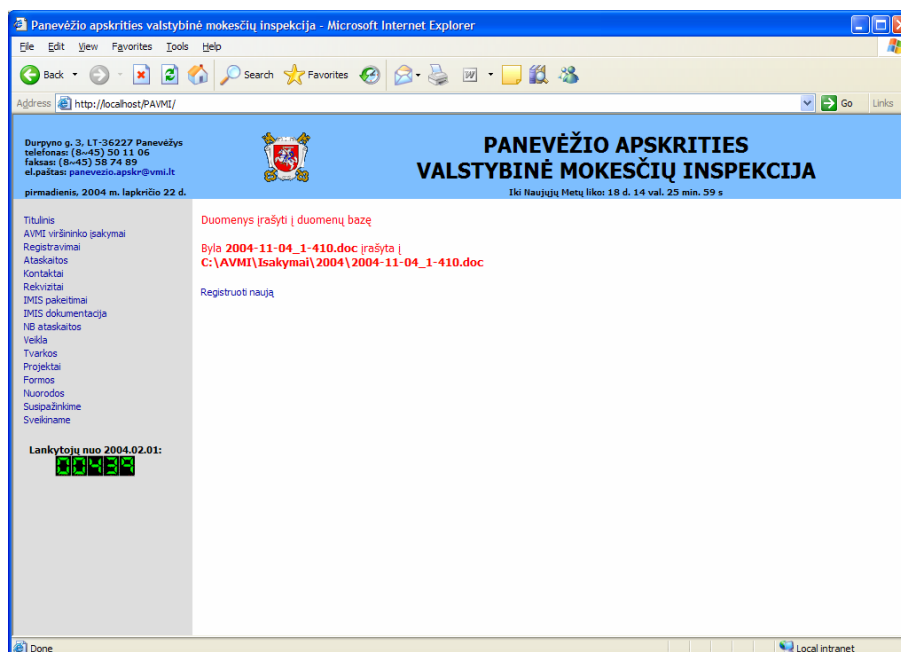 Panevėžio apskrities valstybinė mokesčių inspekcija - Microsoft Internet Explorer
File Edit View Favorites Tools Help
Back Search Favorites
Address http://localhost/PAVMI/ Go Links
Durpyno g. 3, LT-36227 Panevėžys
telefonas: (8~45) 50 11 06
faksas: (8~45) 58 74 89
el.paštas: panevezio.apskr@vmi.lt
pirmadienis, 2004 m. lapkričio 22 d.
PANEVĖŽIO APSKRITIES
VALSTYBINĖ MOKESČIŲ INSPEKCIJA
Iki Naujųjų Metų liko: 18 d. 14 val. 25 min. 59 s
Titulinis
AVMI viršininko įsakymai
Registravimai
Ataskaitos
Kontaktai
Rekvizitai
IMIS pakeitimai
IMIS dokumentacija
NB ataskaitos
Veikla
Tvarkos
Projektai
Formos
Nuorodos
Susipažinkime
Sveikiname
Lankytojų nuo 2004.02.01:
00439
Duomenys įrašyti į duomenų bazę
Byla 2004-11-04_1-410.doc įrašyta į
C:\AVMI\Isakymai\2004\2004-11-04_1-410.doc
Registruoti naują
Done Local intranet